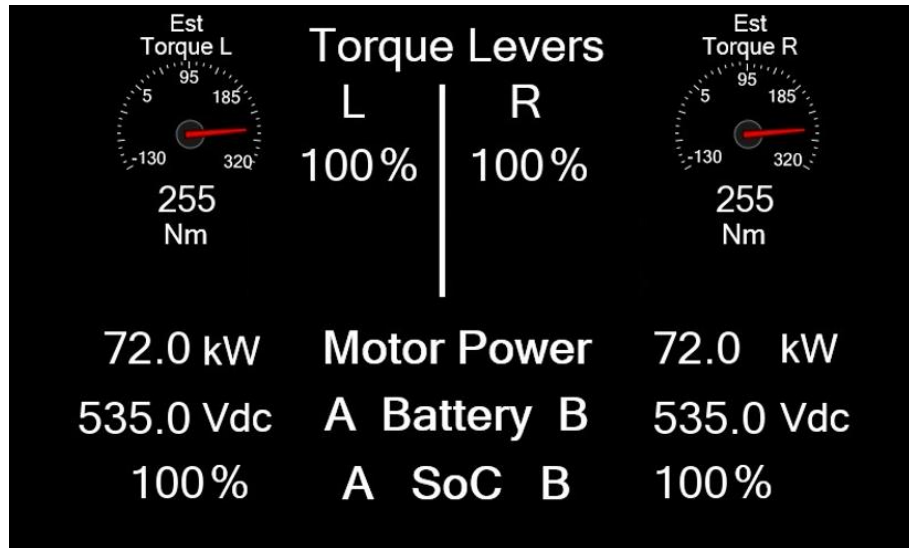 Est
Torque L
95
5
185
-130
320
255
Nm
Torque Levers
L
R
100%
100%
Est
Torque R
95
5
185
-130
320
255
Nm
72.0 kW Motor Power 72.0 kW
535.0 Vdc A Battery B 535.0 Vdc
100% A SoC B 100%